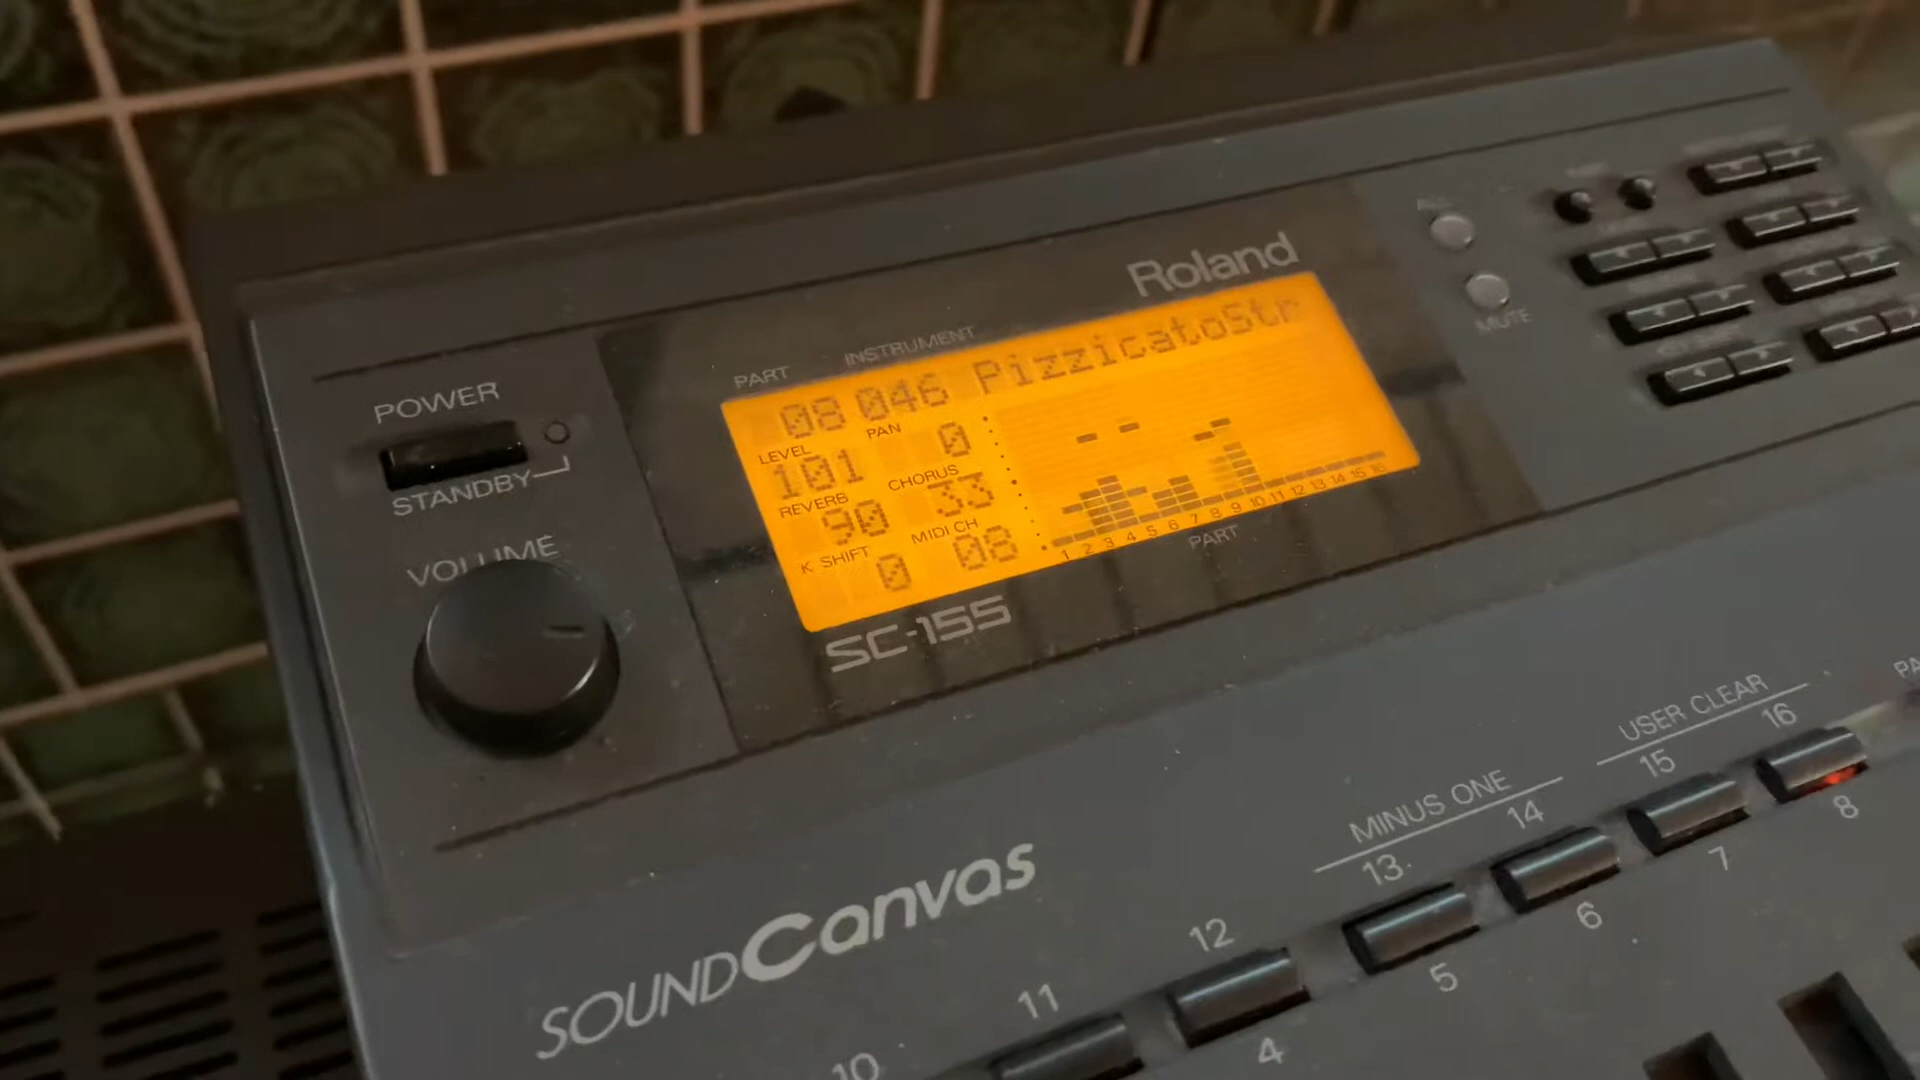 Roland
PART INSTRUMENT
08 046 PizzicatoStr
LEVEL PAN
101 0
REVERB CHORUS
90 33
K SHIFT MIDI CH
0 08
1 2 3 4 5 6 7 8 9 10 11 12 13 14 15 16
PART
SC-155
POWER
STANDBY
VOLUME
ALL
MUTE
SOUND Canvas
USER CLEAR
MINUS ONE
10 11 12 13 14 15 16
4 5 6 7 8